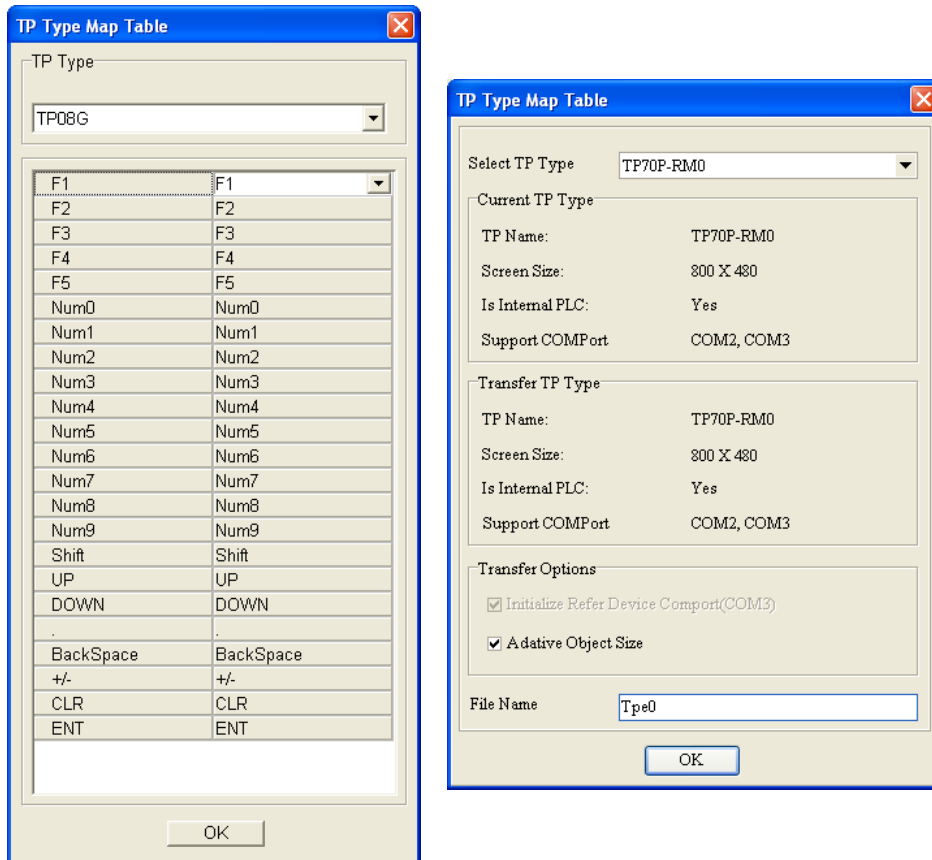 TP Type Map Table
TP Type
TP08G
F1 F1
F2 F2
F3 F3
F4 F4
F5 F5
Num0 Num0
Num1 Num1
Num2 Num2
Num3 Num3
Num4 Num4
Num5 Num5
Num6 Num6
Num7 Num7
Num8 Num8
Num9 Num9
Shift Shift
UP UP
DOWN DOWN
. .
BackSpace BackSpace
+/- +/-
CLR CLR
ENT ENT
OK
TP Type Map Table
Select TP Type TP70P-RM0
Current TP Type
TP Name: TP70P-RM0
Screen Size: 800 X 480
Is Internal PLC: Yes
Support COMPort COM2, COM3
Transfer TP Type
TP Name: TP70P-RM0
Screen Size: 800 X 480
Is Internal PLC: Yes
Support COMPort COM2, COM3
Transfer Options
Initialize Refer Device Comport(COM3)
Adative Object Size
File Name Tpe0
OK